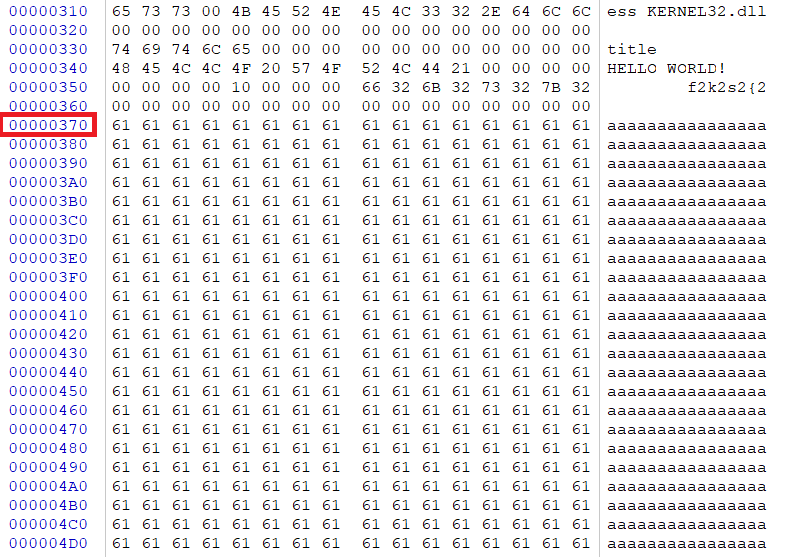 00000310 65 73 73 00 4B 45 52 4E 45 4C 33 32 2E 64 6C 6C ess KERNEL32.dll
00000320 00 00 00 00 00 00 00 00 00 00 00 00 00 00 00 00
00000330 74 69 74 6C 65 00 00 00 00 00 00 00 00 00 00 00 title
00000340 48 45 4C 4C 4F 20 57 4F 52 4C 44 21 00 00 00 00 HELLO WORLD!
00000350 00 00 00 00 10 00 00 00 66 32 6B 32 73 32 7B 32 f2k2s2{2
00000360 00 00 00 00 00 00 00 00 00 00 00 00 00 00 00 00
00000370 61 61 61 61 61 61 61 61 61 61 61 61 61 61 61 61 aaaaaaaaaaaaaaaa
00000380 61 61 61 61 61 61 61 61 61 61 61 61 61 61 61 61 aaaaaaaaaaaaaaaa
00000390 61 61 61 61 61 61 61 61 61 61 61 61 61 61 61 61 aaaaaaaaaaaaaaaa
000003A0 61 61 61 61 61 61 61 61 61 61 61 61 61 61 61 61 aaaaaaaaaaaaaaaa
000003B0 61 61 61 61 61 61 61 61 61 61 61 61 61 61 61 61 aaaaaaaaaaaaaaaa
000003C0 61 61 61 61 61 61 61 61 61 61 61 61 61 61 61 61 aaaaaaaaaaaaaaaa
000003D0 61 61 61 61 61 61 61 61 61 61 61 61 61 61 61 61 aaaaaaaaaaaaaaaa
000003E0 61 61 61 61 61 61 61 61 61 61 61 61 61 61 61 61 aaaaaaaaaaaaaaaa
000003F0 61 61 61 61 61 61 61 61 61 61 61 61 61 61 61 61 aaaaaaaaaaaaaaaa
00000400 61 61 61 61 61 61 61 61 61 61 61 61 61 61 61 61 aaaaaaaaaaaaaaaa
00000410 61 61 61 61 61 61 61 61 61 61 61 61 61 61 61 61 aaaaaaaaaaaaaaaa
00000420 61 61 61 61 61 61 61 61 61 61 61 61 61 61 61 61 aaaaaaaaaaaaaaaa
00000430 61 61 61 61 61 61 61 61 61 61 61 61 61 61 61 61 aaaaaaaaaaaaaaaa
00000440 61 61 61 61 61 61 61 61 61 61 61 61 61 61 61 61 aaaaaaaaaaaaaaaa
00000450 61 61 61 61 61 61 61 61 61 61 61 61 61 61 61 61 aaaaaaaaaaaaaaaa
00000460 61 61 61 61 61 61 61 61 61 61 61 61 61 61 61 61 aaaaaaaaaaaaaaaa
00000470 61 61 61 61 61 61 61 61 61 61 61 61 61 61 61 61 aaaaaaaaaaaaaaaa
00000480 61 61 61 61 61 61 61 61 61 61 61 61 61 61 61 61 aaaaaaaaaaaaaaaa
00000490 61 61 61 61 61 61 61 61 61 61 61 61 61 61 61 61 aaaaaaaaaaaaaaaa
000004A0 61 61 61 61 61 61 61 61 61 61 61 61 61 61 61 61 aaaaaaaaaaaaaaaa
000004B0 61 61 61 61 61 61 61 61 61 61 61 61 61 61 61 61 aaaaaaaaaaaaaaaa
000004C0 61 61 61 61 61 61 61 61 61 61 61 61 61 61 61 61 aaaaaaaaaaaaaaaa
000004D0 61 61 61 61 61 61 61 61 61 61 61 61 61 61 61 61 aaaaaaaaaaaaaaaa